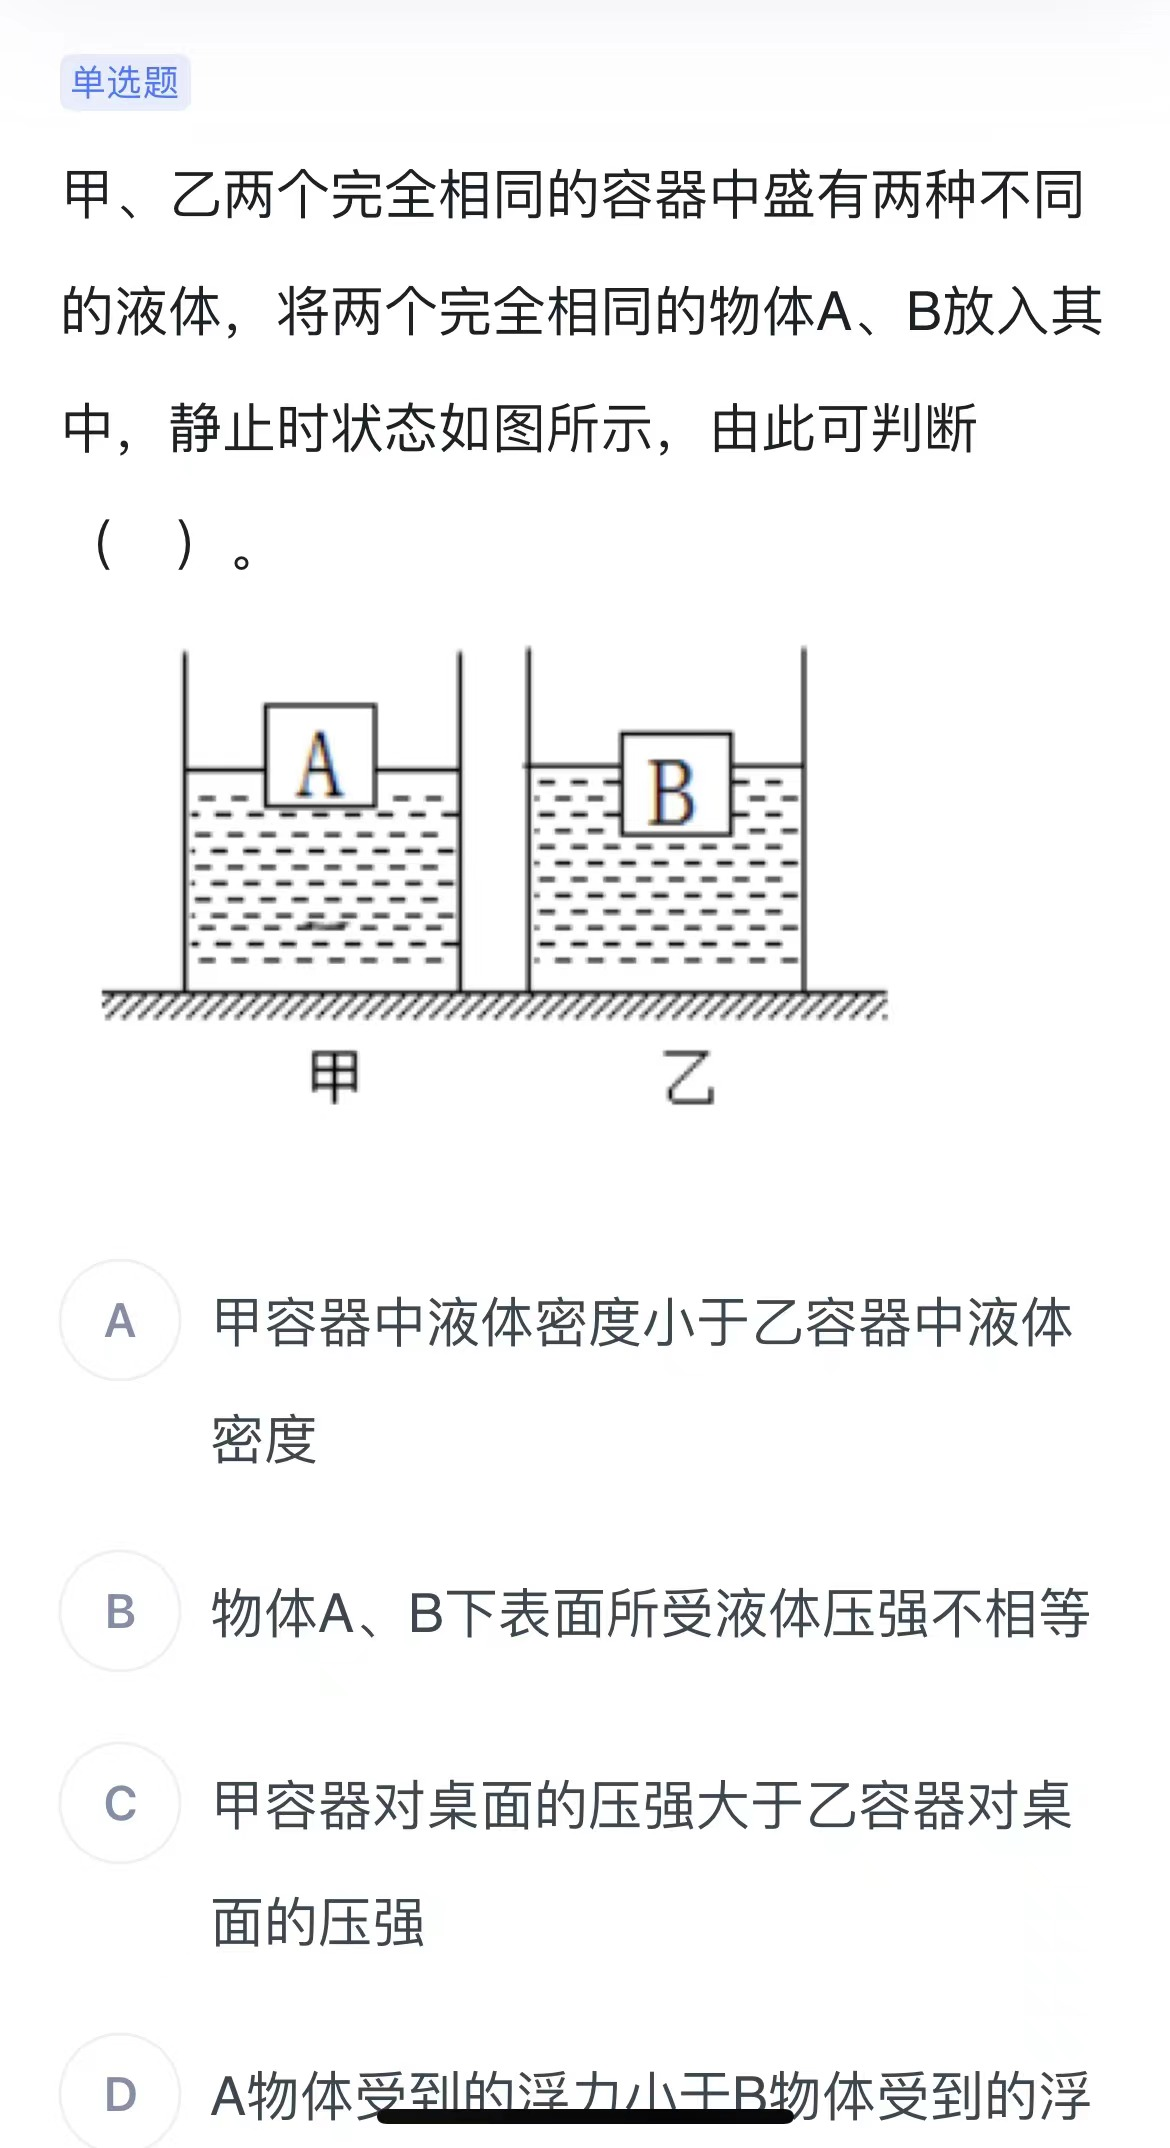 单选题
甲、乙两个完全相同的容器中盛有两种不同
的液体，将两个完全相同的物体A、B放入其
中，静止时状态如图所示，由此可判断
（ ）。
A
B
甲
乙
A 甲容器中液体密度小于乙容器中液体
密度
B 物体A、B下表面所受液体压强不相等
C 甲容器对桌面的压强大于乙容器对桌
面的压强
D A物体受到的浮力小于B物体受到的浮